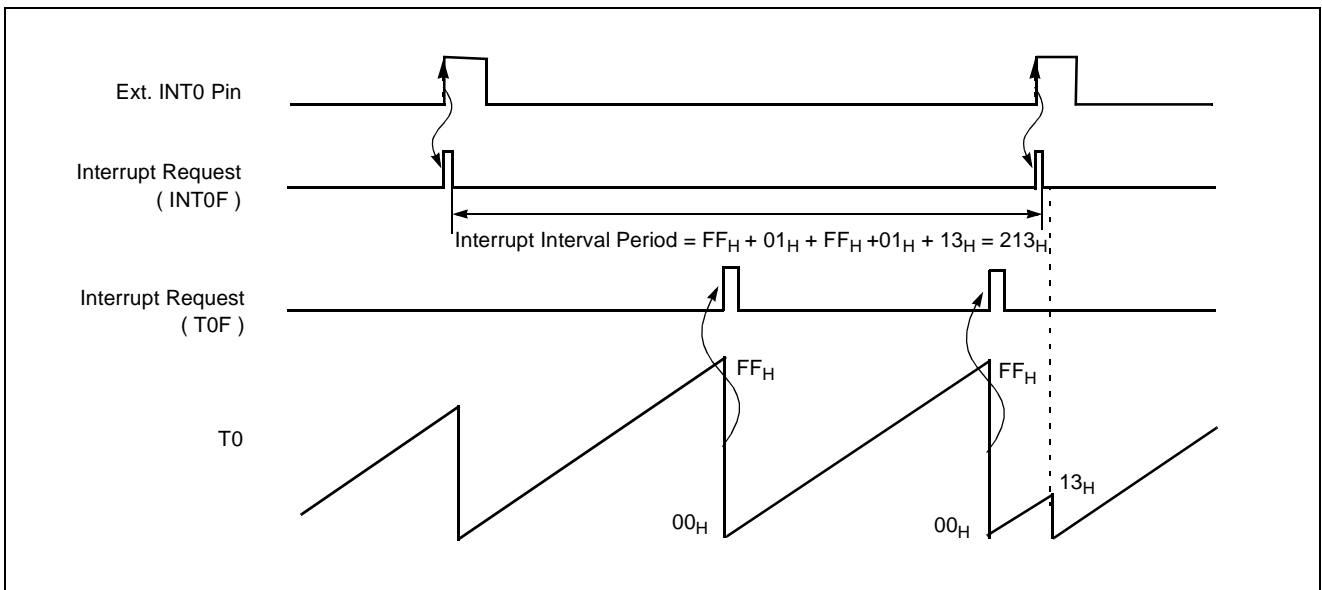 Ext. INT0 Pin
Interrupt Request
( INT0F )
Interrupt Interval Period = FFH + 01H + FFH +01H + 13H = 213H
Interrupt Request
( T0F )
FFH
FFH
T0
13H
00H
00H